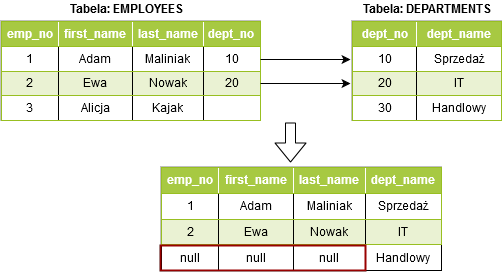 Tabela: EMPLOYEES Tabela: DEPARTMENTS
emp_no first_name last_name dept_no dept_no dept_name
1 Adam Maliniak 10 10 Sprzedaż
2 Ewa Nowak 20 20 IT
3 Alicja Kajak 30 Handlowy
emp_no first_name last_name dept_name
1 Adam Maliniak Sprzedaż
2 Ewa Nowak IT
null null null Handlowy